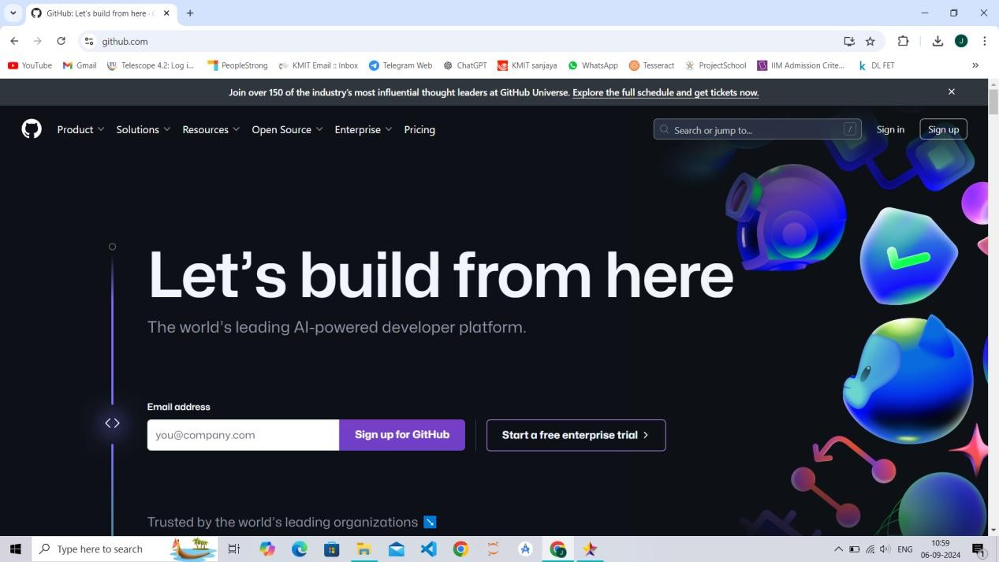 GitHub: Let's build from here · G
github.com
YouTube Gmail Telescope 4.2: Log i... PeopleStrong KMIT Email :: Inbox Telegram Web ChatGPT KMIT sanjaya WhatsApp Tesseract ProjectSchool IIM Admission Crite... DL FET
Join over 150 of the industry's most influential thought leaders at GitHub Universe. Explore the full schedule and get tickets now.
Product Solutions Resources Open Source Enterprise Pricing Search or jump to... / Sign in Sign up
Let's build from here
The world's leading AI-powered developer platform.
Email address
you@company.com Sign up for GitHub Start a free enterprise trial
Trusted by the world's leading organizations
Type here to search ENG 10:59
06-09-2024